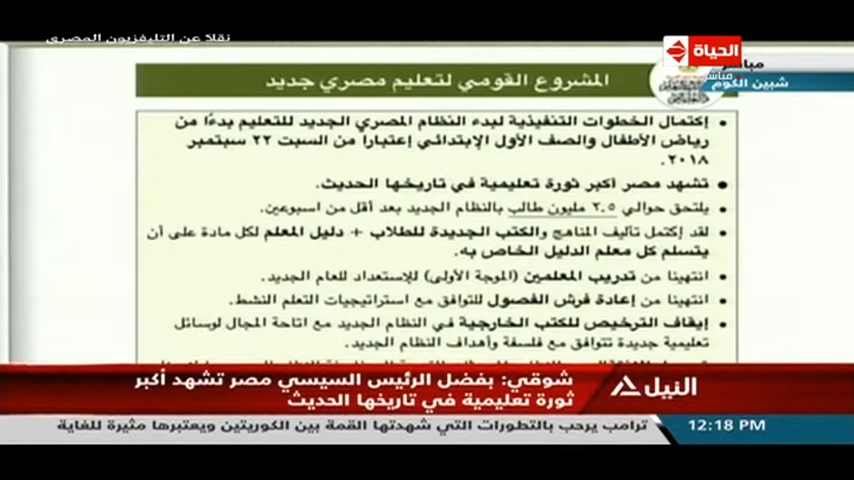 نقلا عن التليفزيون المصرى
الحياة
مباشر
مباشر
شبين الكوم
المشروع القومي لتعليم مصري جديد
• إكتمال الخطوات التنفيذية لبدء النظام المصري الجديد للتعليم بدءًا من
رياض الأطفال والصف الأول الإبتدائي إعتبارا من السبت ٢٢ سبتمبر
٢٠١٨.
• تشهد مصر أكبر ثورة تعليمية في تاريخها الحديث.
• يلتحق حوالي ٢.٥ مليون طالب بالنظام الجديد بعد أقل من اسبوعين.
• لقد إكتمل تأليف المناهج والكتب الجديدة للطلاب + دليل المعلم لكل مادة على أن
يتسلم كل معلم الدليل الخاص به.
• انتهينا من تدريب المعلمين (الموجة الأولى) للإستعداد للعام الجديد.
• انتهينا من إعادة فرش الفصول للتوافق مع استراتيجيات التعلم النشط.
• إيقاف الترخيص للكتب الخارجية في النظام الجديد مع اتاحة المجال لوسائل
تعليمية جديدة تتوافق مع فلسفة وأهداف النظام الجديد.
النيل
شوقي: بفضل الرئيس السيسي مصر تشهد أكبر
ثورة تعليمية في تاريخها الحديث
12:18 PM
ترامب يرحب بالتطورات التي شهدتها القمة بين الكوريتين ويعتبرها مثيرة للغاية